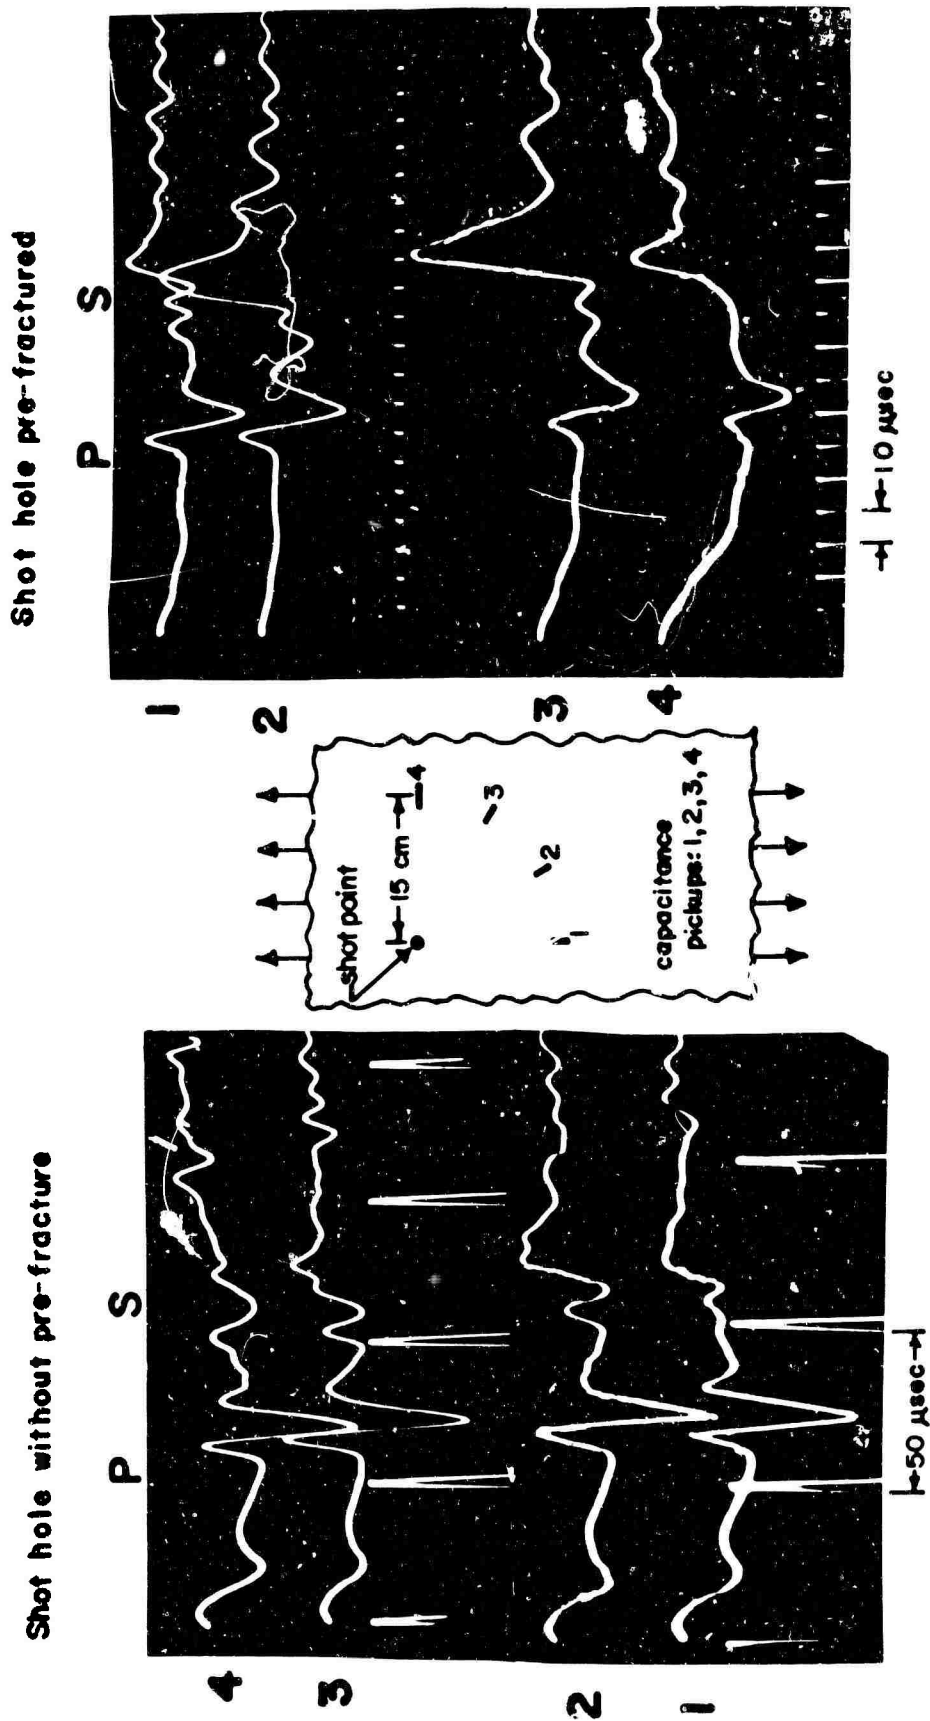 Shot hole without pre-fracture
P S
4
3
2
1
50 µsec
shot point
15 cm
4
3
2
capacitance
pickups: 1, 2, 3, 4
Shot hole pre-fractured
P S
1
2
3
4
10 µsec